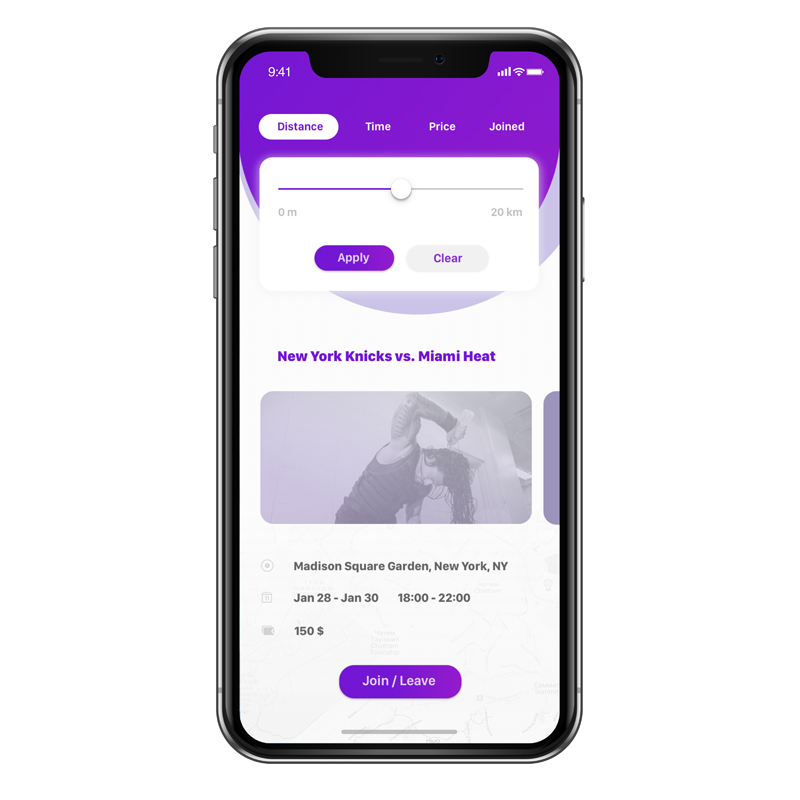 9:41
Distance Time Price Joined
0 m 20 km
Apply Clear
New York Knicks vs. Miami Heat
Madison Square Garden, New York, NY
Jan 28 - Jan 30 18:00 - 22:00
150 $
Join / Leave